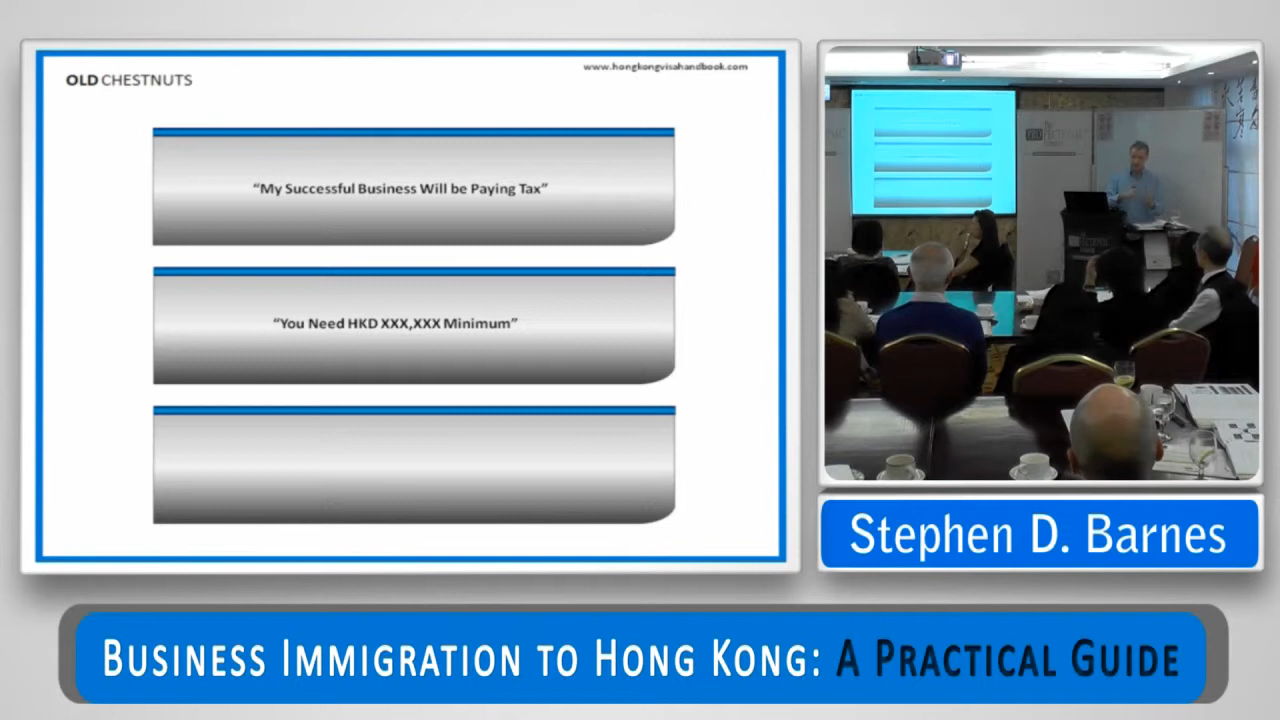 OLD CHESTNUTS
www.hongkongvisahandbook.com
“My Successful Business Will be Paying Tax”
“You Need HKD XXX,XXX Minimum”
Stephen D. Barnes
BUSINESS IMMIGRATION TO HONG KONG: A PRACTICAL GUIDE